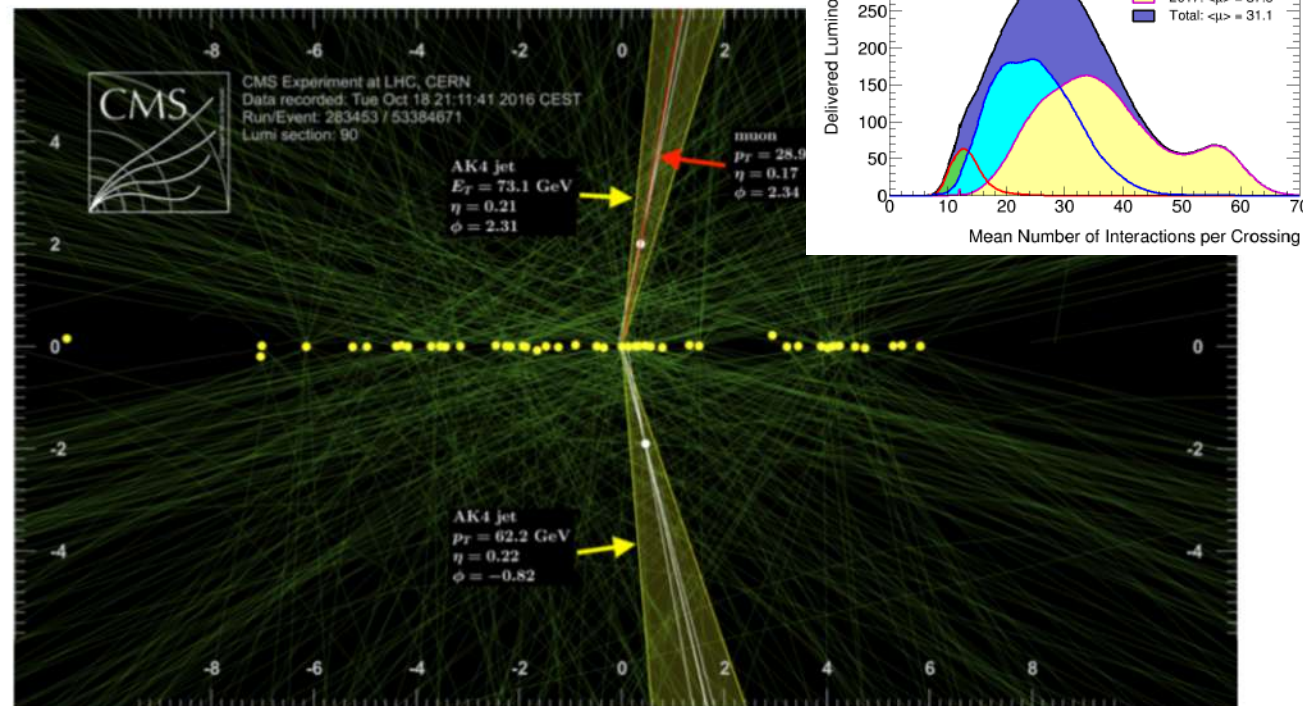 -8
-6
-4
-2
0
2
CMS
CMS Experiment at LHC, CERN
Data recorded: Tue Oct 18 21:11:41 2016 CEST
Run/Event: 283453 / 53384671
Lumi section: 90
AK4 jet
E_T = 73.1 GeV
η = 0.21
ϕ = 2.31
muon
p_T = 28.9
η = 0.17
ϕ = 2.34
4
2
0
-2
-4
0
-2
-4
AK4 jet
p_T = 62.2 GeV
η = 0.22
ϕ = −0.82
-8
-6
-4
-2
0
2
4
6
8
Total: <μ> = 31.1
Delivered Lumino
250
200
150
100
50
0
0
10
20
30
40
50
60
70
Mean Number of Interactions per Crossing